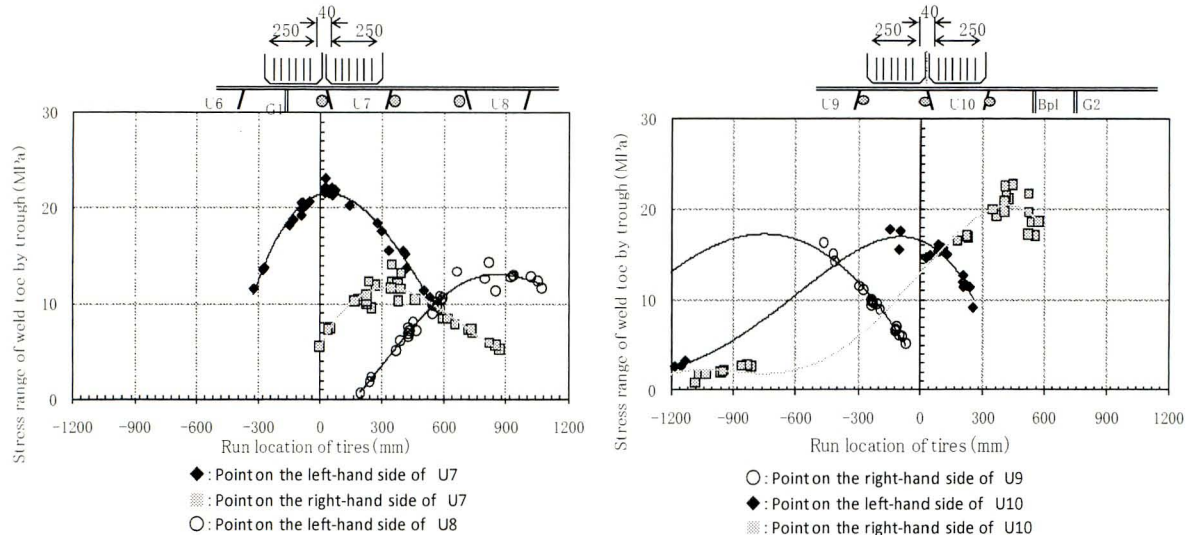 40
250 250
U6 G1 U7 U8
Stress range of weld toe by trough (MPa)
30
20
10
0
-1200 -900 -600 -300 0 300 600 900 1200
Run location of tires (mm)
◆ : Point on the left-hand side of U7
: Point on the right-hand side of U7
○ : Point on the left-hand side of U8
40
250 250
U9 U10 Bpl G2
Stress range of weld toe by trough (MPa)
30
20
10
0
-1200 -900 -600 -300 0 300 600 900 1200
Run location of tires (mm)
○ : Point on the right-hand side of U9
◆ : Point on the left-hand side of U10
: Point on the right-hand side of U10